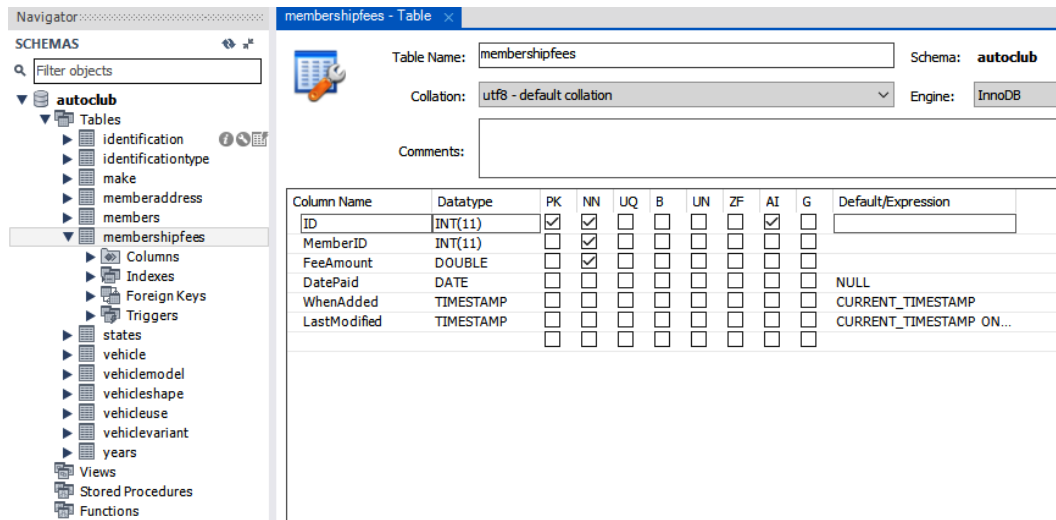 Navigator
SCHEMAS
Filter objects
autoclub
Tables
identification
identificationtype
make
memberaddress
members
membershipfees
Columns
Indexes
Foreign Keys
Triggers
states
vehicle
vehiclemodel
vehicleshape
vehicleuse
vehiclevariant
years
Views
Stored Procedures
Functions
membershipfees - Table
Table Name: membershipfees Schema: autoclub
Collation: utf8 - default collation Engine: InnoDB
Comments:
Column Name Datatype PK NN UQ B UN ZF AI G Default/Expression
ID INT(11)
MemberID INT(11)
FeeAmount DOUBLE
DatePaid DATE NULL
WhenAdded TIMESTAMP CURRENT_TIMESTAMP
LastModified TIMESTAMP CURRENT_TIMESTAMP ON...